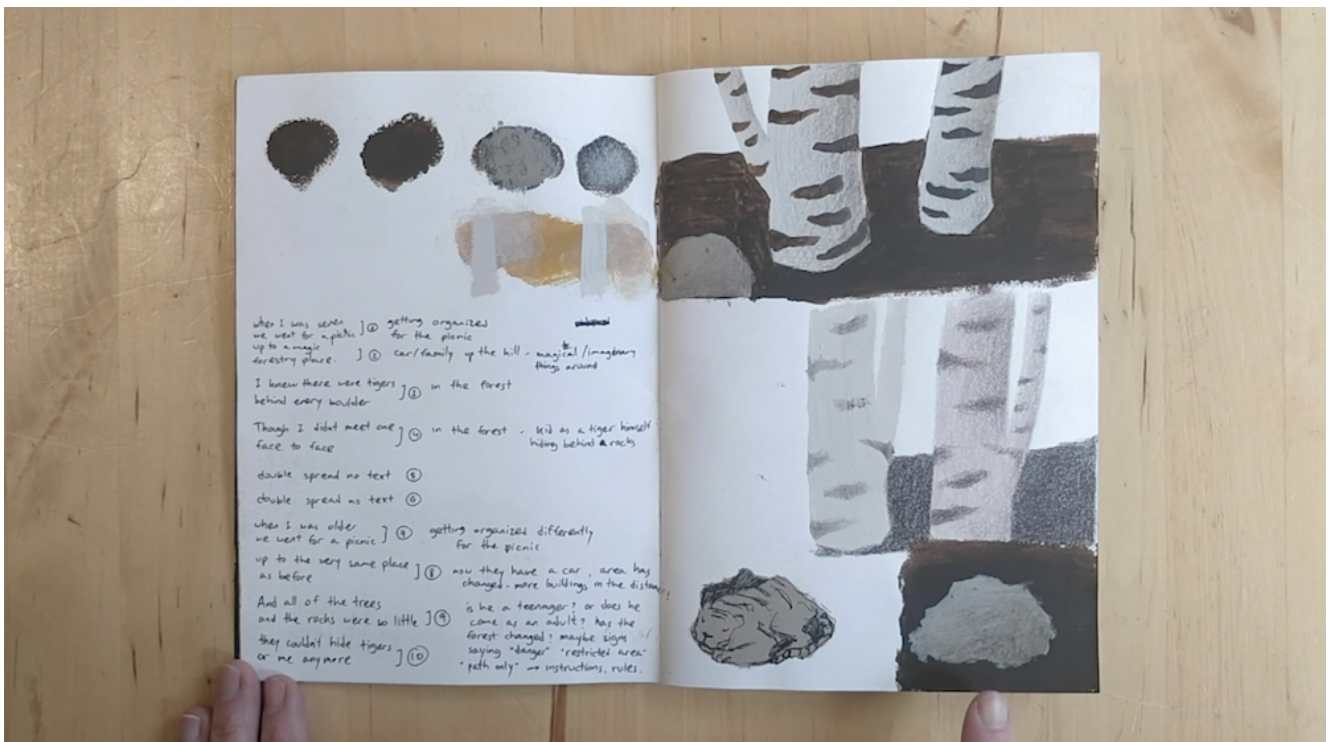 when I was seven
we went for a picnic ] ① getting organized
for the picnic
up to a magic
forestry place. ] ② car/family up the hill - magical/imaginary
things around
I knew there were tigers
behind every boulder ] ③ in the forest
Though I didnt meet one
face to face ] ④ in the forest - kid as a tiger himself
hiding behind rocks
double spread no text ⑤
double spread no text ⑥
when I was older
we went for a picnic ] ⑦ getting organized differently
for the picnic
up to the very same place
as before ] ⑧ now they have a car, area has
changed - more buildings in the distance!
And all of the trees
and the rocks were so little ] ⑨ is he a teenager? or does he
come as an adult? has the
forest changed? maybe signs
saying "danger" "restricted area"
"path only" → instructions, rules.
they couldn't hide tigers
or me anymore ] ⑩